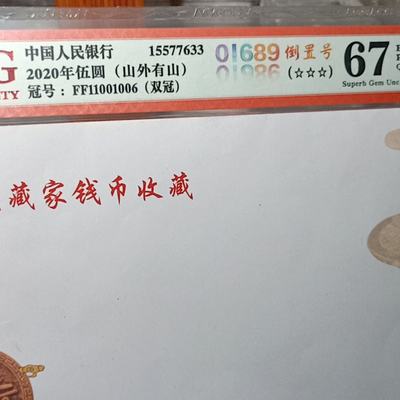 G
中国人民银行 15577633 01689 倒置号 67
2020年伍圆（山外有山） 01689 (☆☆☆) Superb Gem Unc
冠号：FF11001006（双冠）
藏家钱币收藏